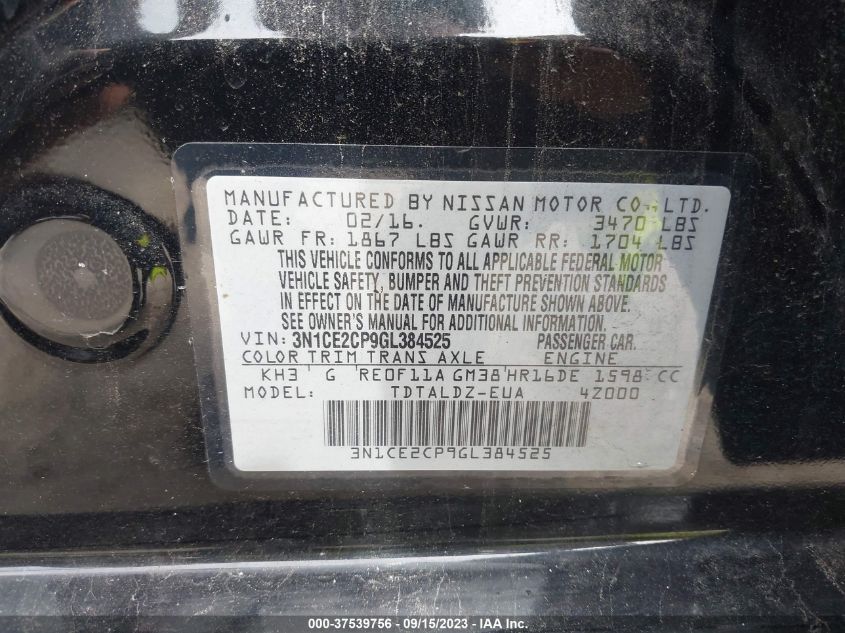 MANUFACTURED BY NISSAN MOTOR CO., LTD.
DATE: 02/16. GVWR: 3470 LBS
GAWR FR: 1867 LBS GAWR RR: 1704 LBS
THIS VEHICLE CONFORMS TO ALL APPLICABLE FEDERAL MOTOR
VEHICLE SAFETY, BUMPER AND THEFT PREVENTION STANDARDS
IN EFFECT ON THE DATE OF MANUFACTURE SHOWN ABOVE.
SEE OWNER'S MANUAL FOR ADDITIONAL INFORMATION.
VIN: 3N1CE2CP9GL384525 PASSENGER CAR.
COLOR TRIM TRANS AXLE ENGINE
KH3 G RE0F11A GM38 HR16DE 1598 CC
MODEL: TDTALDZ-EUA 4Z000
3N1CE2CP9GL384525
000-37539756 - 09/15/2023 - IAA Inc.